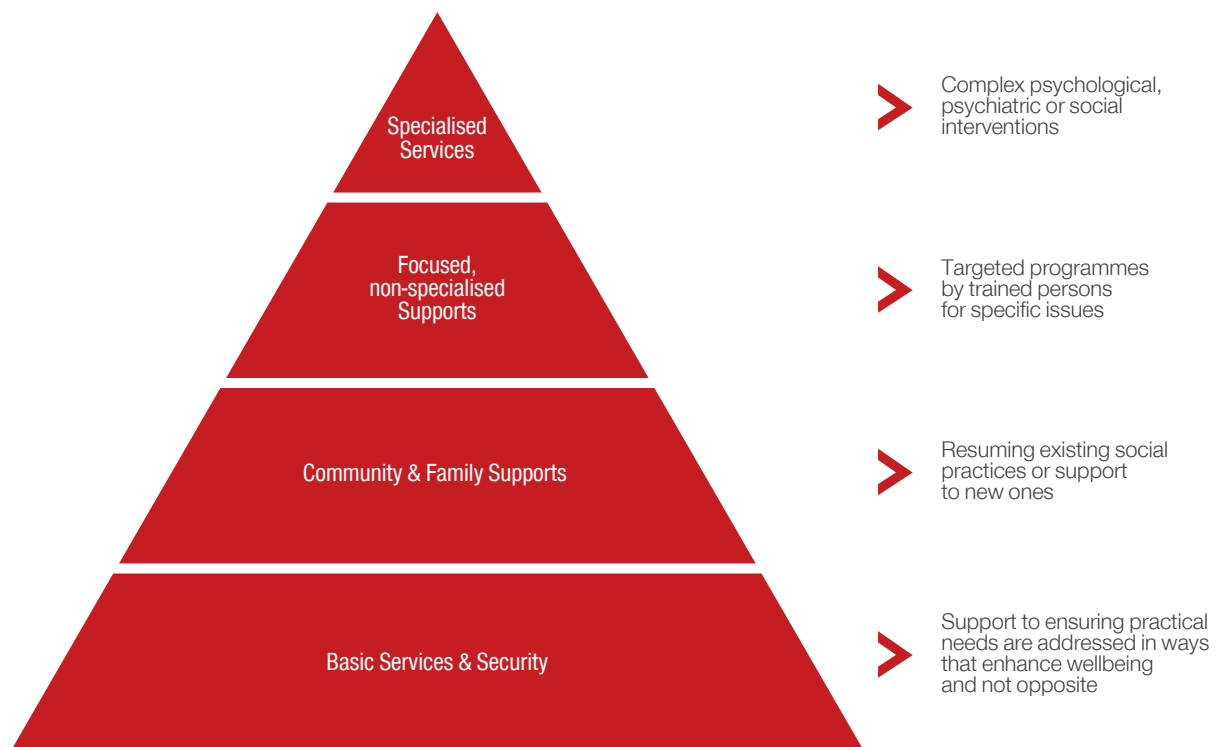 Specialised
Services
Complex psychological,
psychiatric or social
interventions
Focused,
non-specialised
Supports
Targeted programmes
by trained persons
for specific issues
Community & Family Supports
Resuming existing social
practices or support
to new ones
Basic Services & Security
Support to ensuring practical
needs are addressed in ways
that enhance wellbeing
and not opposite